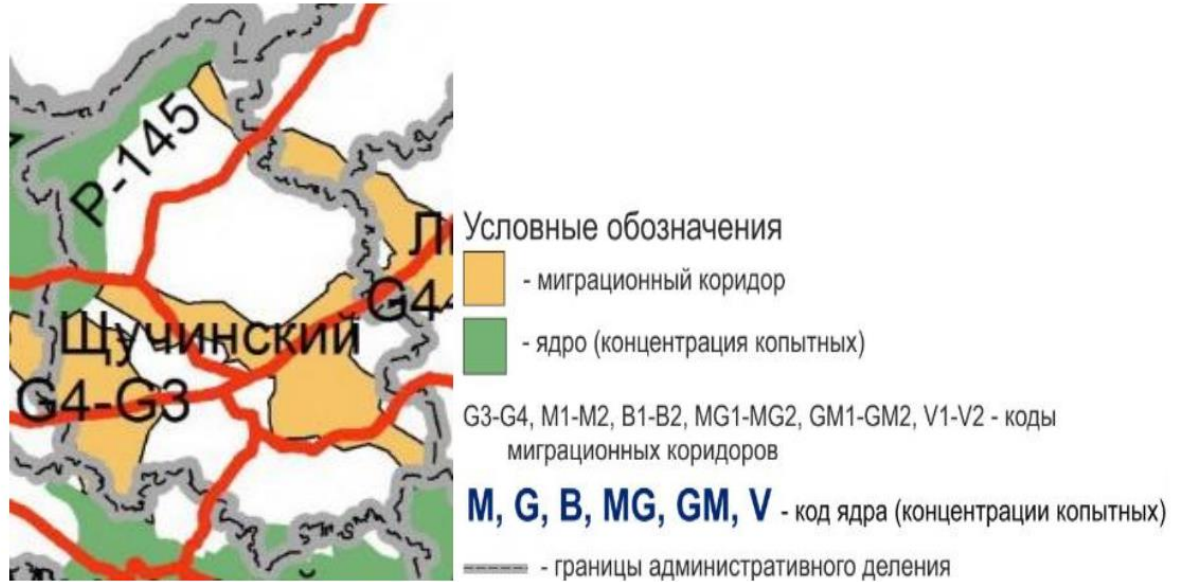 Р-145
Л
G44
Щучинский
G4-G3
Условные обозначения
- миграционный коридор
- ядро (концентрация копытных)
G3-G4, M1-M2, B1-B2, MG1-MG2, GM1-GM2, V1-V2 - коды
миграционных коридоров
M, G, B, MG, GM, V - код ядра (концентрации копытных)
- границы административного деления